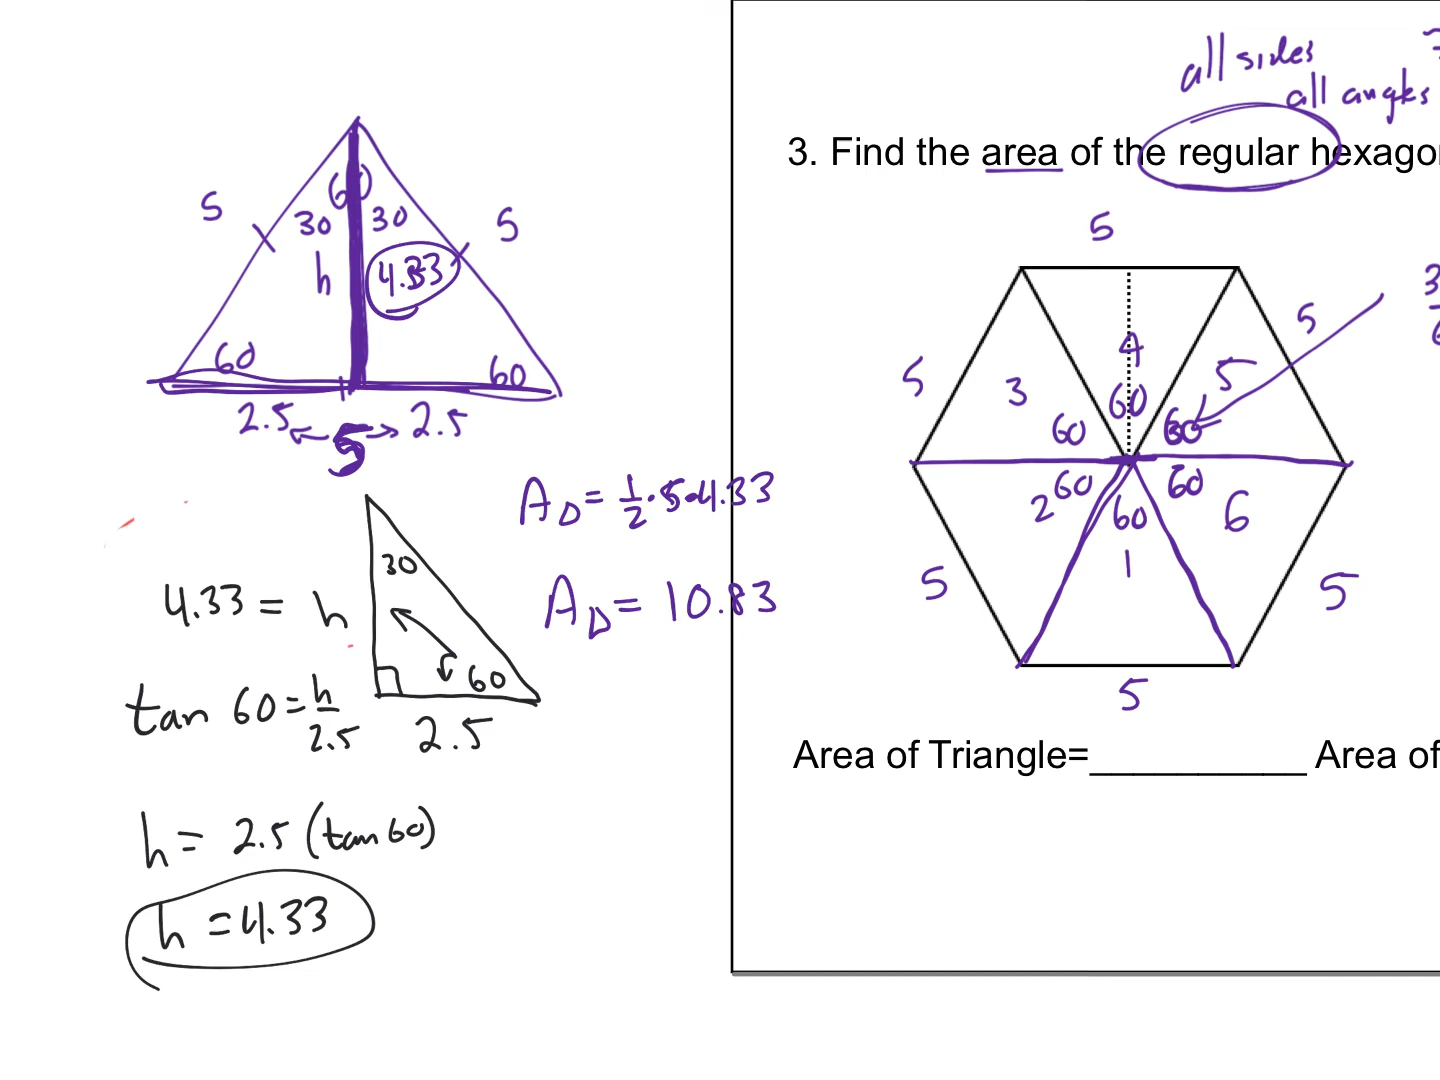 all sides
all angles
3. Find the area of the regular hexago
5
5
5
5
5
5
5
4
3
60
60
60
60
60
60
2
1
6
Area of Triangle=__________ Area of
60
30
30
5
5
h
4.33
60
60
2.5
5
2.5
A△ = 1/2 · 5 · 4.33
A△ = 10.83
30
60
2.5
4.33 = h
tan 60 = h/2.5
h = 2.5 (tan 60)
h = 4.33